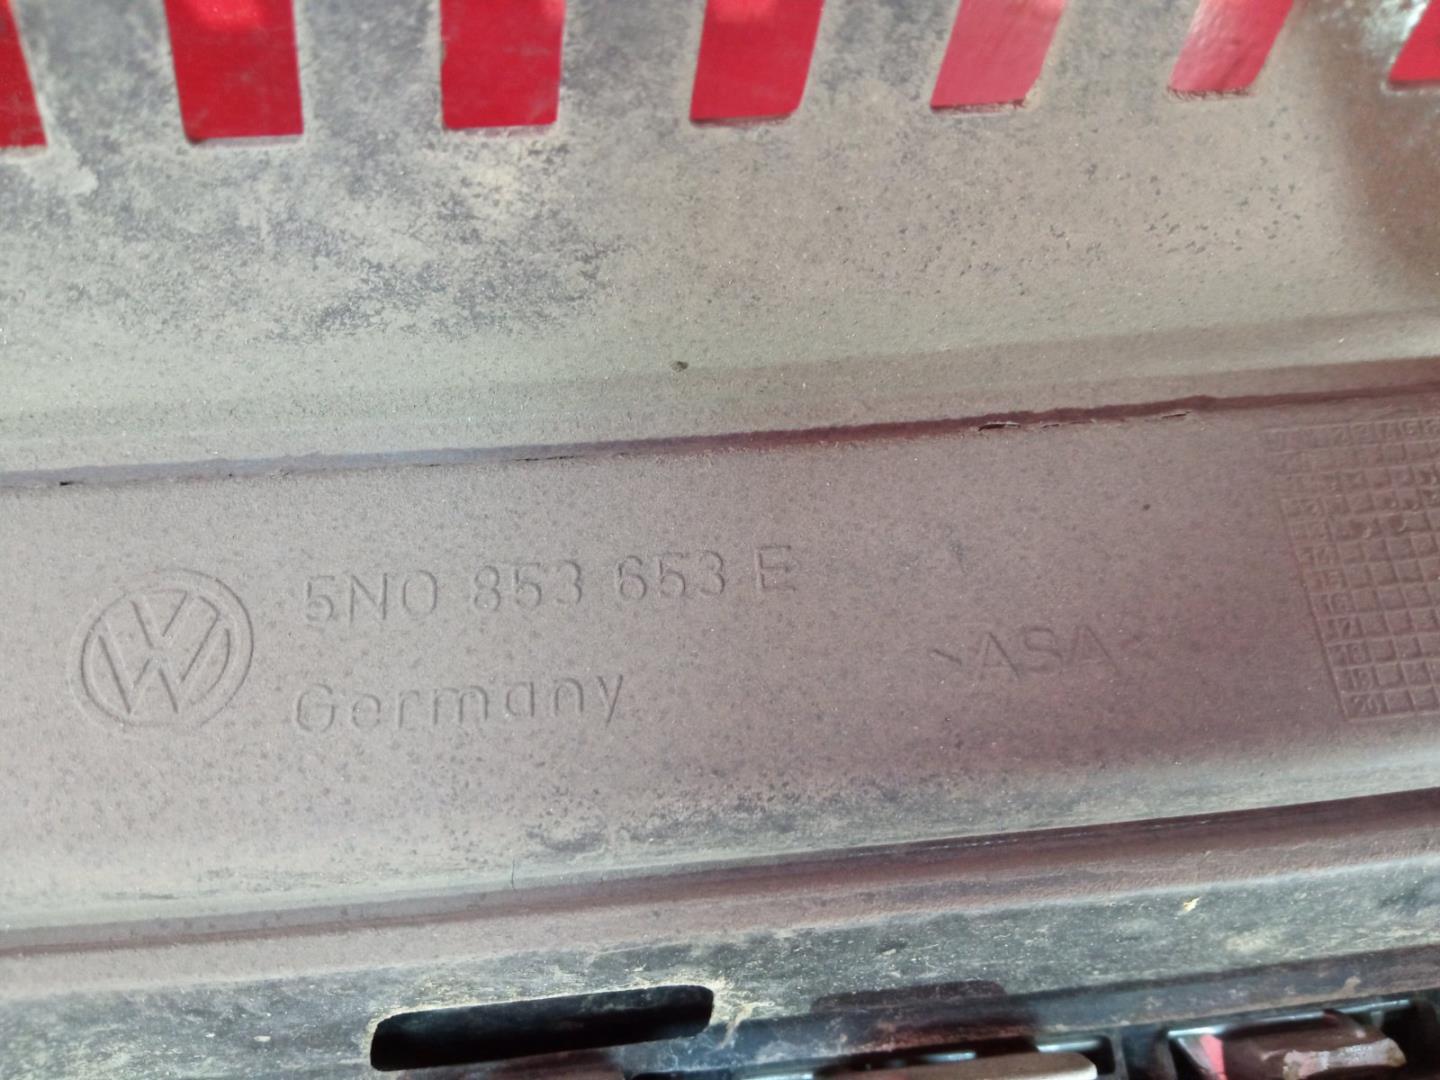 5N0 853 653 E
Germany
>ASA<